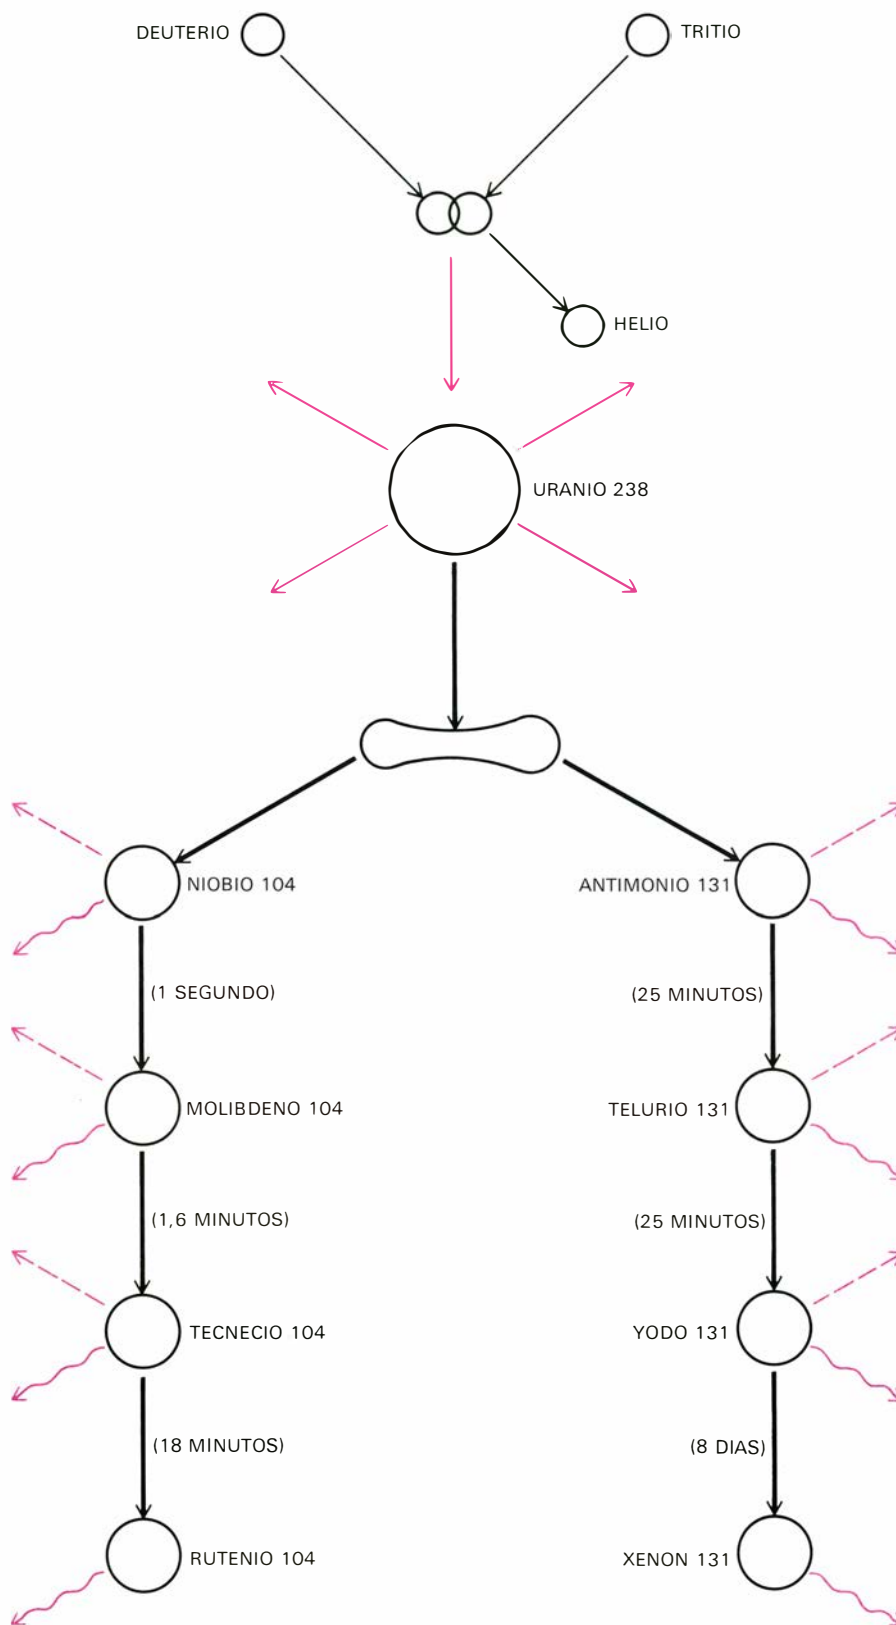 DEUTERIO
TRITIO
HELIO
URANIO 238
NIOBIO 104
ANTIMONIO 131
(1 SEGUNDO)
(25 MINUTOS)
MOLIBDENO 104
TELURIO 131
(1,6 MINUTOS)
(25 MINUTOS)
TECNECIO 104
YODO 131
(18 MINUTOS)
(8 DIAS)
RUTENIO 104
XENON 131